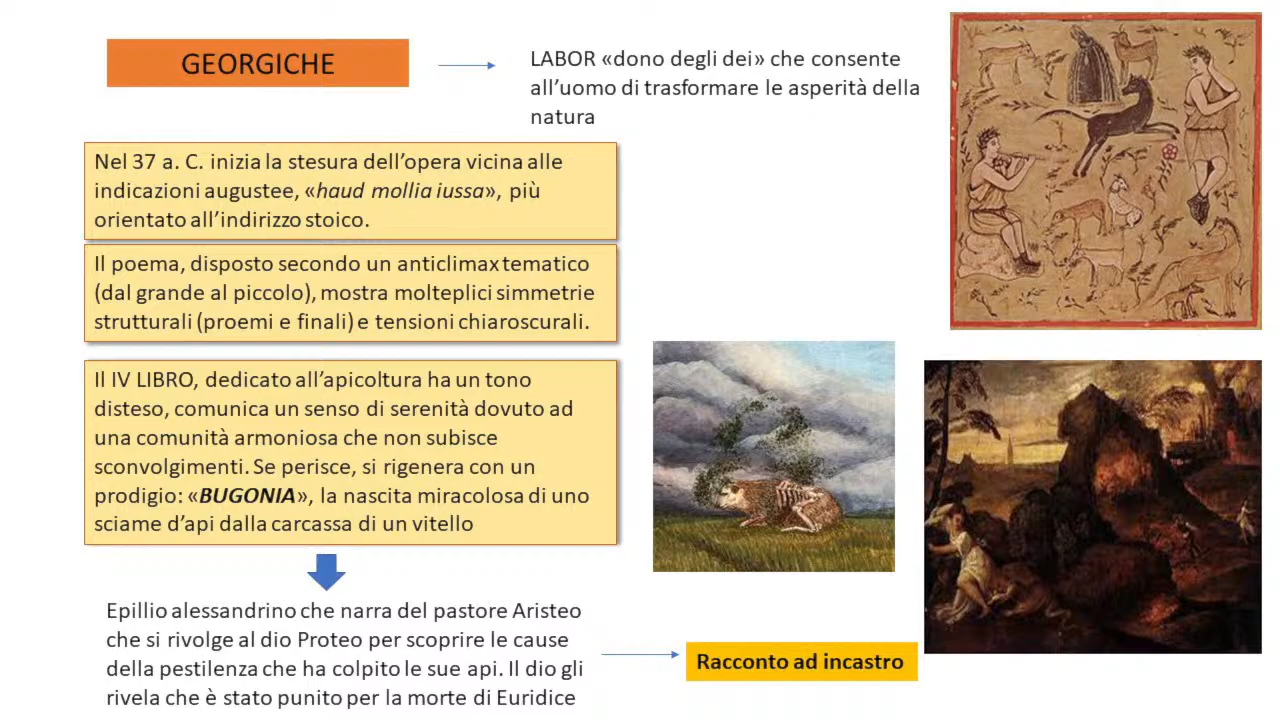 GEORGICHE
LABOR «dono degli dei» che consente
all’uomo di trasformare le asperità della
natura
Nel 37 a. C. inizia la stesura dell’opera vicina alle
indicazioni augustee, «haud mollia iussa», più
orientato all’indirizzo stoico.
Il poema, disposto secondo un anticlimax tematico
(dal grande al piccolo), mostra molteplici simmetrie
strutturali (proemi e finali) e tensioni chiaroscurali.
Il IV LIBRO, dedicato all’apicoltura ha un tono
disteso, comunica un senso di serenità dovuto ad
una comunità armoniosa che non subisce
sconvolgimenti. Se perisce, si rigenera con un
prodigio: «BUGONIA», la nascita miracolosa di uno
sciame d’api dalla carcassa di un vitello
Epillio alessandrino che narra del pastore Aristeo
che si rivolge al dio Proteo per scoprire le cause
della pestilenza che ha colpito le sue api. Il dio gli
rivela che è stato punito per la morte di Euridice
Racconto ad incastro